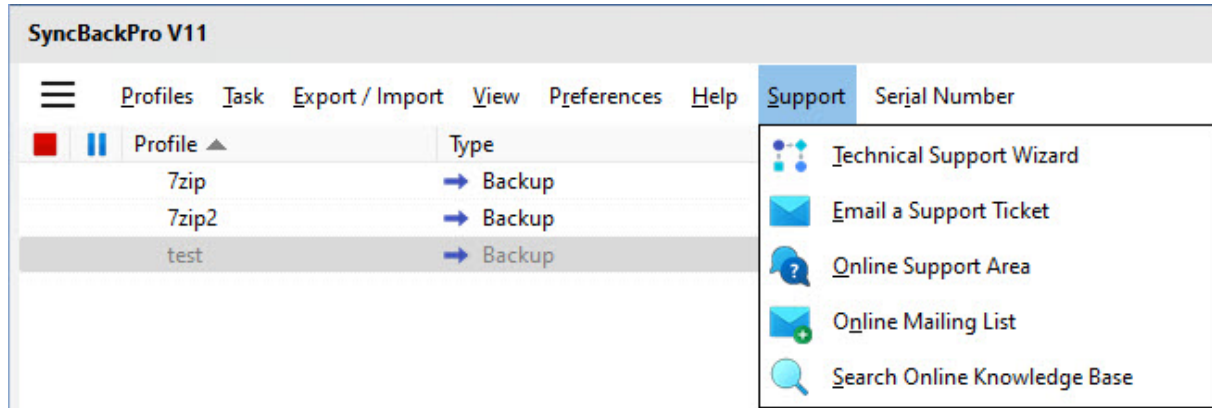 SyncBackPro V11
Profiles Task Export / Import View Preferences Help Support Serial Number
Profile Type
7zip Backup
7zip2 Backup
test Backup
Technical Support Wizard
Email a Support Ticket
Online Support Area
Online Mailing List
Search Online Knowledge Base